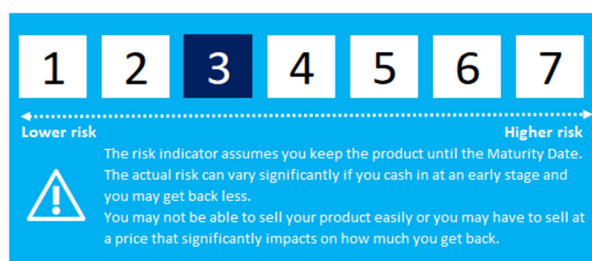 1 2 3 4 5 6 7
Lower risk Higher risk
The risk indicator assumes you keep the product until the Maturity Date.
The actual risk can vary significantly if you cash in at an early stage and
you may get back less.
You may not be able to sell your product easily or you may have to sell at
a price that significantly impacts on how much you get back.